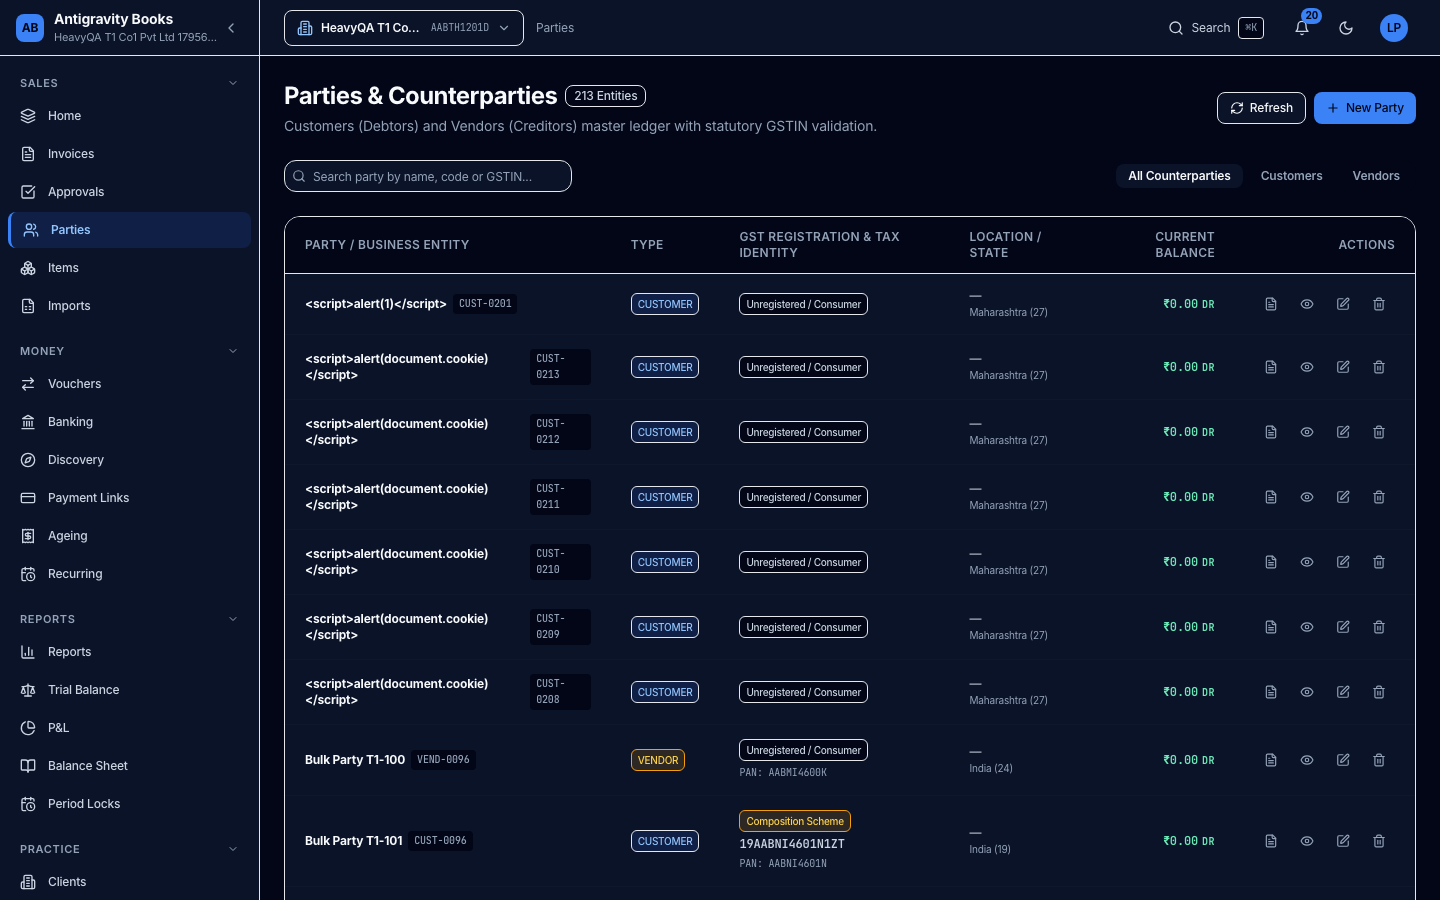 AB
Antigravity Books
HeavyQA T1 Co1 Pvt Ltd 17956...
HeavyQA T1 Co...
AABTH1201D
Parties
Search
⌘K
20
LP
SALES
Home
Invoices
Approvals
Parties
Items
Imports
MONEY
Vouchers
Banking
Discovery
Payment Links
Ageing
Recurring
REPORTS
Reports
Trial Balance
P&L
Balance Sheet
Period Locks
PRACTICE
Clients
Parties & Counterparties
213 Entities
Customers (Debtors) and Vendors (Creditors) master ledger with statutory GSTIN validation.
Refresh
New Party
Search party by name, code or GSTIN...
All Counterparties
Customers
Vendors
PARTY / BUSINESS ENTITY
TYPE
GST REGISTRATION & TAX
IDENTITY
LOCATION /
STATE
CURRENT
BALANCE
ACTIONS
<script>alert(1)</script>
CUST-0201
CUSTOMER
Unregistered / Consumer
—
Maharashtra (27)
₹0.00 DR
<script>alert(document.cookie)
</script>
CUST-
0213
CUSTOMER
Unregistered / Consumer
—
Maharashtra (27)
₹0.00 DR
<script>alert(document.cookie)
</script>
CUST-
0212
CUSTOMER
Unregistered / Consumer
—
Maharashtra (27)
₹0.00 DR
<script>alert(document.cookie)
</script>
CUST-
0211
CUSTOMER
Unregistered / Consumer
—
Maharashtra (27)
₹0.00 DR
<script>alert(document.cookie)
</script>
CUST-
0210
CUSTOMER
Unregistered / Consumer
—
Maharashtra (27)
₹0.00 DR
<script>alert(document.cookie)
</script>
CUST-
0209
CUSTOMER
Unregistered / Consumer
—
Maharashtra (27)
₹0.00 DR
<script>alert(document.cookie)
</script>
CUST-
0208
CUSTOMER
Unregistered / Consumer
—
Maharashtra (27)
₹0.00 DR
Bulk Party T1-100
VEND-0096
VENDOR
Unregistered / Consumer
PAN: AABMI4600K
—
India (24)
₹0.00 DR
Bulk Party T1-101
CUST-0096
CUSTOMER
Composition Scheme
19AABNI4601N1ZT
PAN: AABNI4601N
—
India (19)
₹0.00 DR